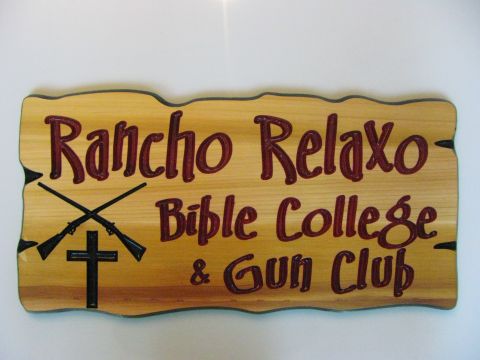 Rancho Relaxo
Bible College
& Gun Club